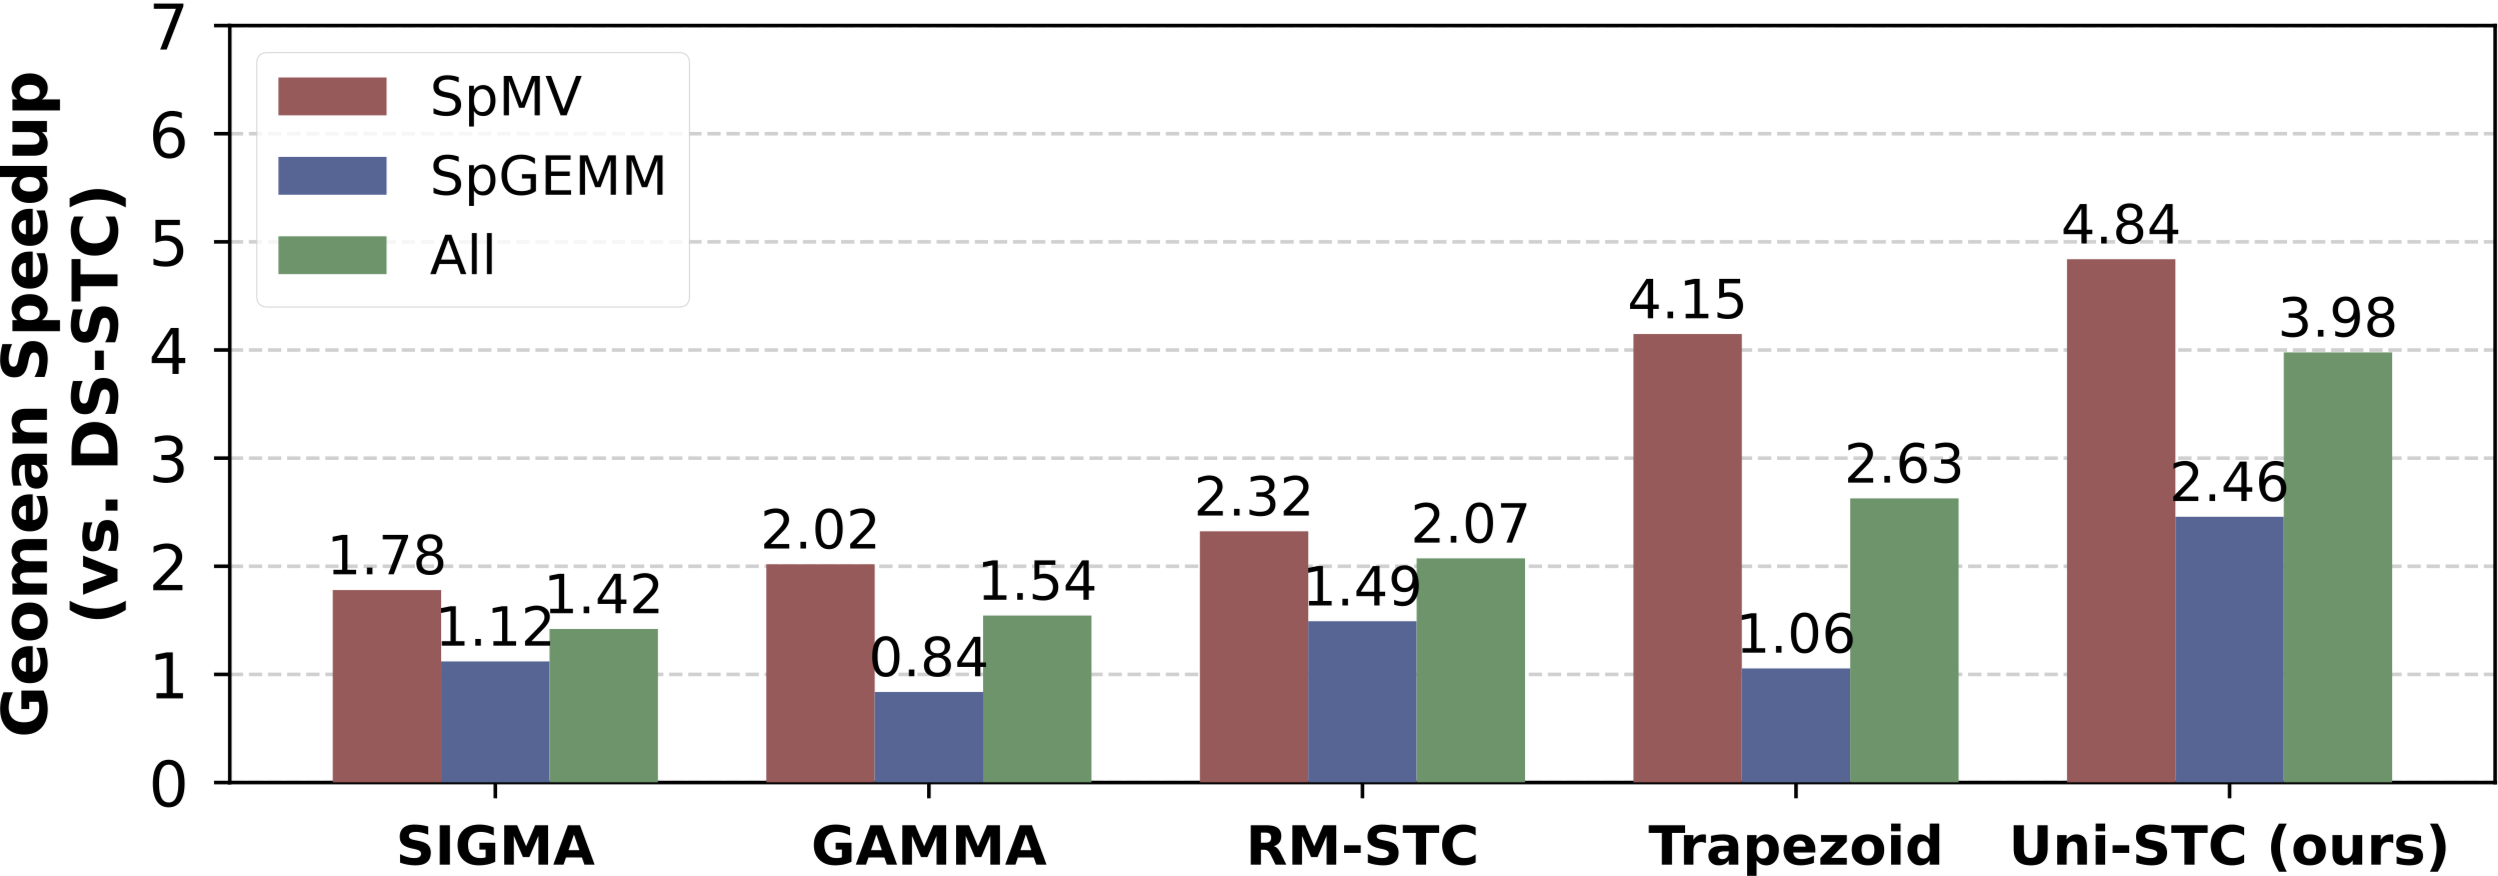 Geomean Speedup
(vs. DS-STC)
7
6
5
4
3
2
1
0
SpMV
SpGEMM
All
1.78
1.12
1.42
2.02
0.84
1.54
2.32
1.49
2.07
4.15
1.06
2.63
4.84
2.46
3.98
SIGMA
GAMMA
RM-STC
Trapezoid
Uni-STC (ours)